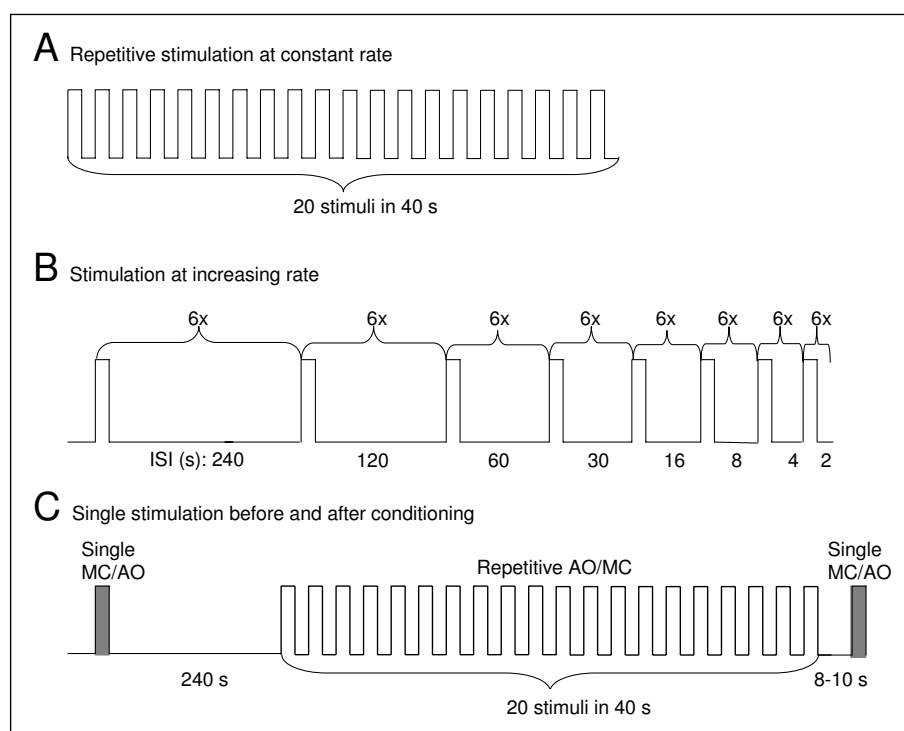 A Repetitive stimulation at constant rate
20 stimuli in 40 s
B Stimulation at increasing rate
6x 6x 6x 6x 6x 6x 6x 6x
ISI (s): 240 120 60 30 16 8 4 2
C Single stimulation before and after conditioning
Single
MC/AO
Repetitive AO/MC
Single
MC/AO
240 s
8-10 s
20 stimuli in 40 s